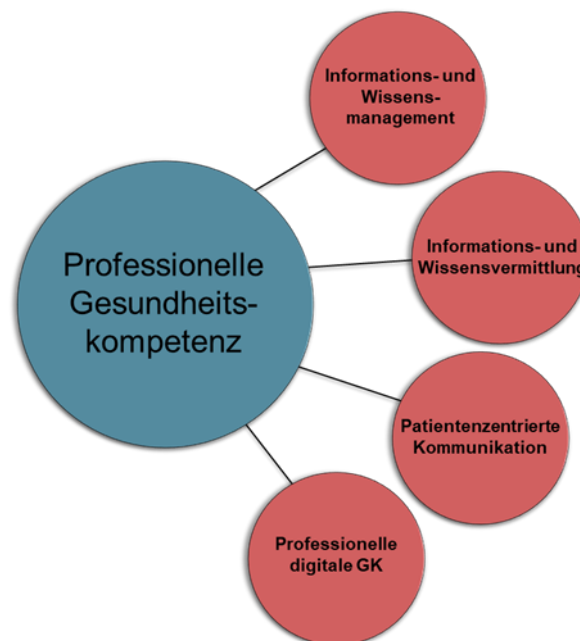 Informations- und
Wissens-
management
Professionelle
Gesundheits-
kompetenz
Informations- und
Wissensvermittlung
Patientenzentrierte
Kommunikation
Professionelle
digitale GK